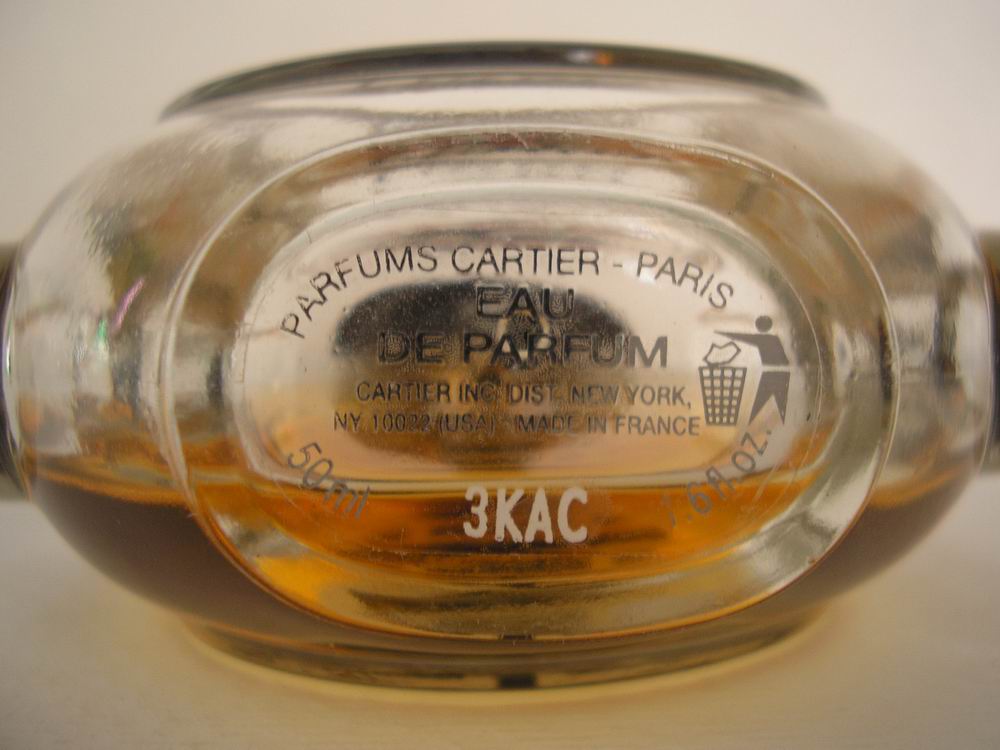 PARFUMS CARTIER - PARIS
EAU
DE PARFUM
CARTIER INC. DIST. NEW YORK,
NY 10022 (USA) - MADE IN FRANCE
50 ml 1.6 fl. oz.
3KAC